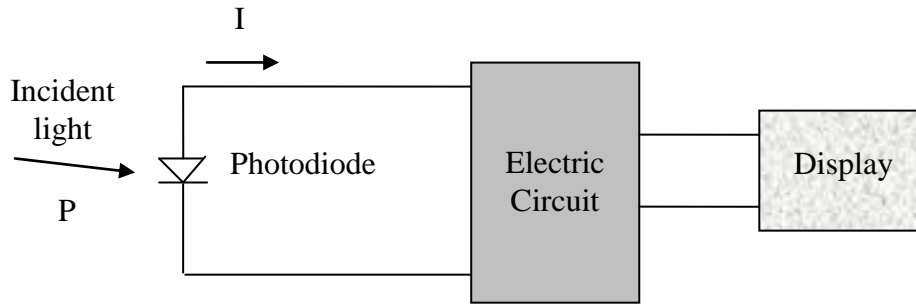 I
Incident
light
P
Photodiode
Electric
Circuit
Display